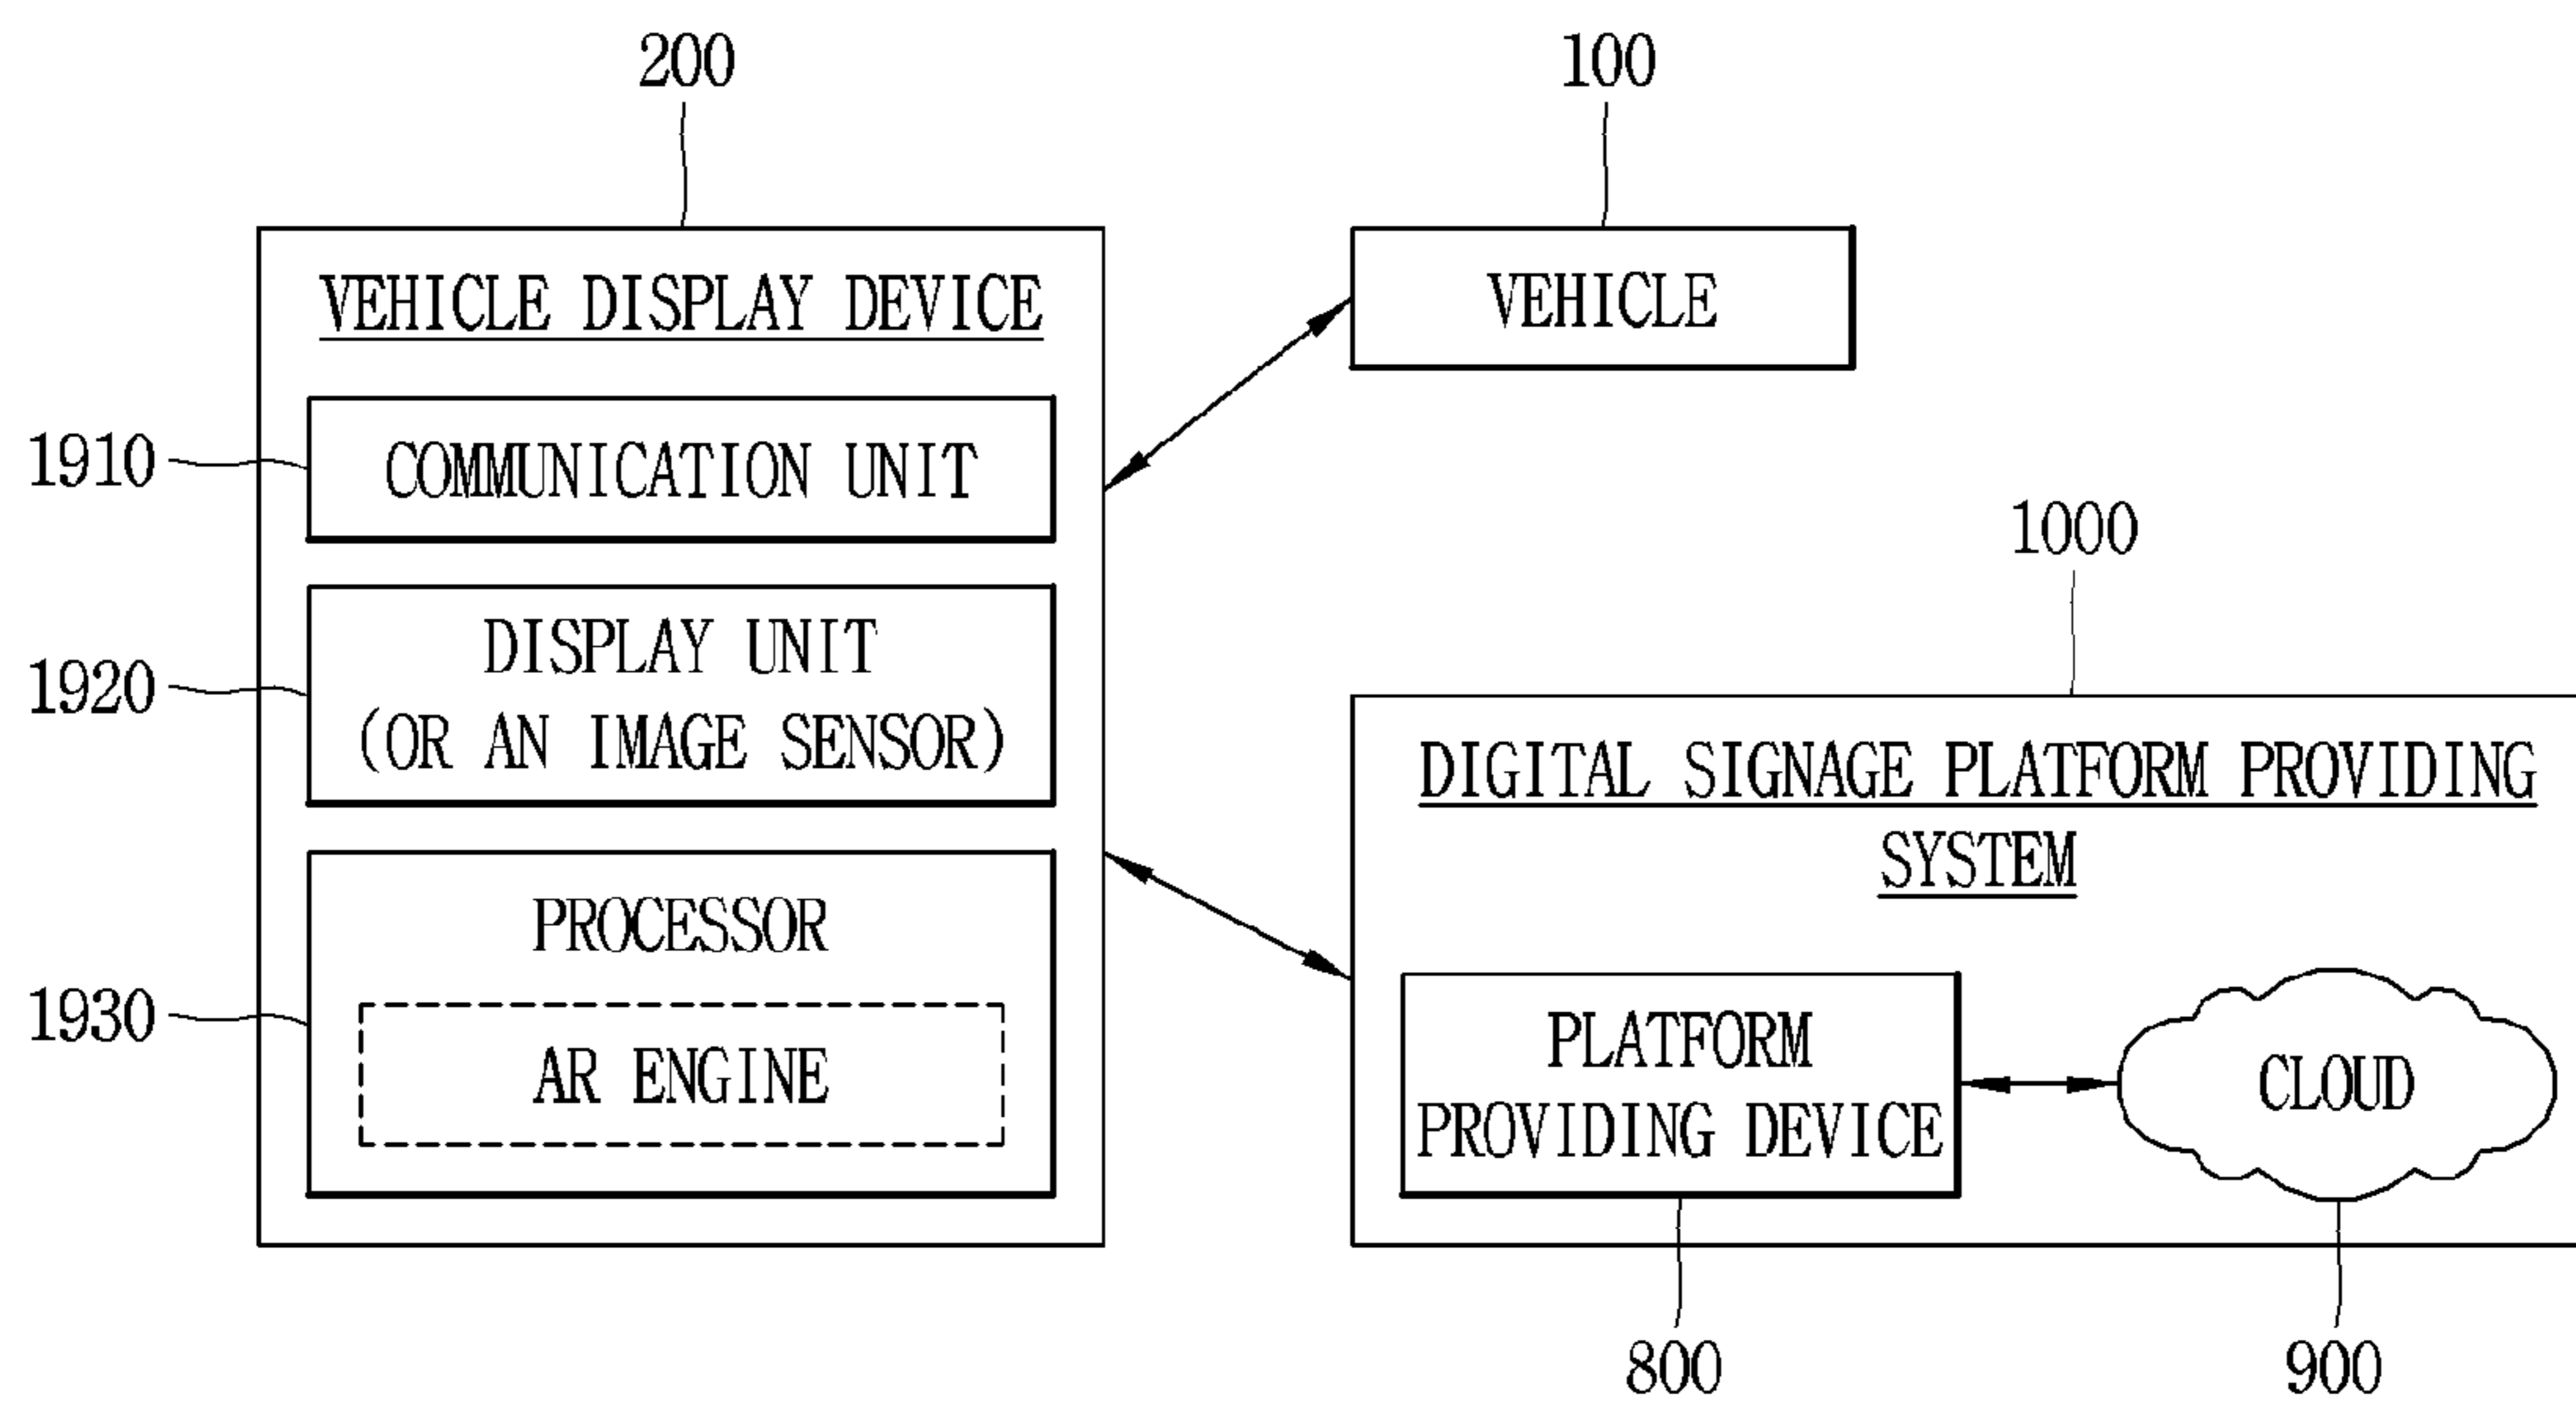 200
100
VEHICLE DISPLAY DEVICE
VEHICLE
1910
COMMUNICATION UNIT
1000
1920
DISPLAY UNIT
(OR AN IMAGE SENSOR)
DIGITAL SIGNAGE PLATFORM PROVIDING
SYSTEM
1930
PROCESSOR
AR ENGINE
PLATFORM
PROVIDING DEVICE
CLOUD
800
900